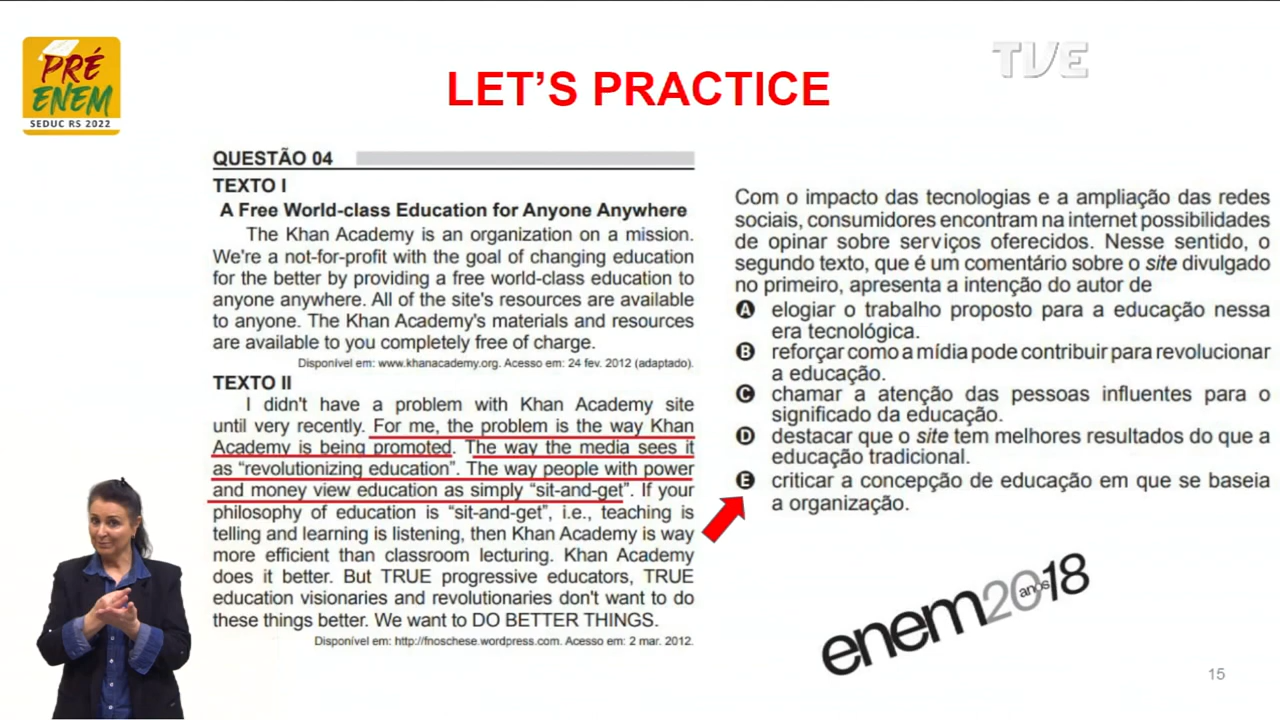 PRÉ
ENEM
SEDUC RS 2022
LET'S PRACTICE
TVE
QUESTÃO 04
TEXTO I
A Free World-class Education for Anyone Anywhere
The Khan Academy is an organization on a mission.
We're a not-for-profit with the goal of changing education
for the better by providing a free world-class education to
anyone anywhere. All of the site's resources are available
to anyone. The Khan Academy's materials and resources
are available to you completely free of charge.
Disponível em: www.khanacademy.org. Acesso em: 24 fev. 2012 (adaptado).
TEXTO II
I didn't have a problem with Khan Academy site
until very recently. For me, the problem is the way Khan
Academy is being promoted. The way the media sees it
as “revolutionizing education”. The way people with power
and money view education as simply “sit-and-get”. If your
philosophy of education is “sit-and-get”, i.e., teaching is
telling and learning is listening, then Khan Academy is way
more efficient than classroom lecturing. Khan Academy
does it better. But TRUE progressive educators, TRUE
education visionaries and revolutionaries don't want to do
these things better. We want to DO BETTER THINGS.
Disponível em: http://fnoschese.wordpress.com. Acesso em: 2 mar. 2012.
Com o impacto das tecnologias e a ampliação das redes
sociais, consumidores encontram na internet possibilidades
de opinar sobre serviços oferecidos. Nesse sentido, o
segundo texto, que é um comentário sobre o site divulgado
no primeiro, apresenta a intenção do autor de
A elogiar o trabalho proposto para a educação nessa
era tecnológica.
B reforçar como a mídia pode contribuir para revolucionar
a educação.
C chamar a atenção das pessoas influentes para o
significado da educação.
D destacar que o site tem melhores resultados do que a
educação tradicional.
E criticar a concepção de educação em que se baseia
a organização.
enem20anos18
15